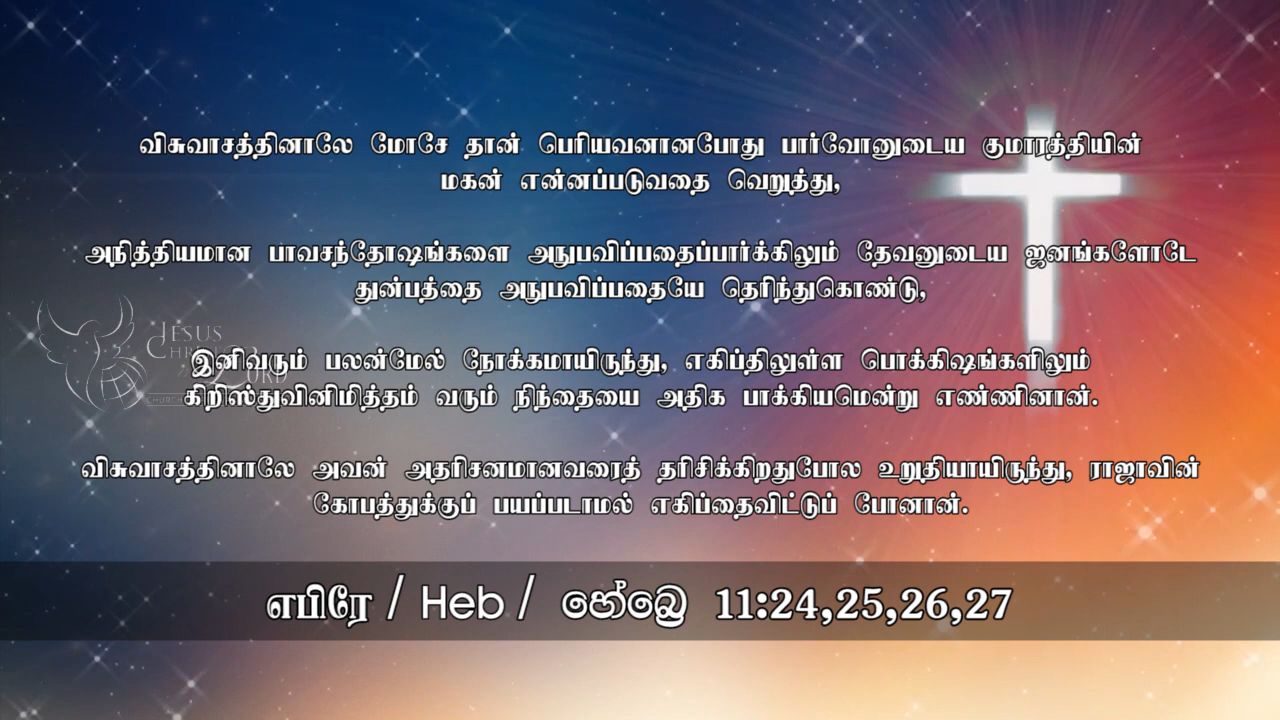 விசுவாசத்தினாலே மோசே தான் பெரியவனானபோது பார்வோனுடைய குமாரத்தியின்
மகன் என்னப்படுவதை வெறுத்து,
அநித்தியமான பாவசந்தோஷங்களை அநுபவிப்பதைப்பார்க்கிலும் தேவனுடைய ஜனங்களோடே
துன்பத்தை அநுபவிப்பதையே தெரிந்துகொண்டு,
இனிவரும் பலன்மேல் நோக்கமாயிருந்து, எகிப்திலுள்ள பொக்கிஷங்களிலும்
கிறிஸ்துவினிமித்தம் வரும் நிந்தையை அதிக பாக்கியமென்று எண்ணினான்.
விசுவாசத்தினாலே அவன் அதரிசனமானவரைத் தரிசிக்கிறதுபோல உறுதியாயிருந்து, ராஜாவின்
கோபத்துக்குப் பயப்படாமல் எகிப்தைவிட்டுப் போனான்.
எபிரே / Heb / හේබ්‍රෙ 11:24,25,26,27
JESUS
LORD
CHURCH